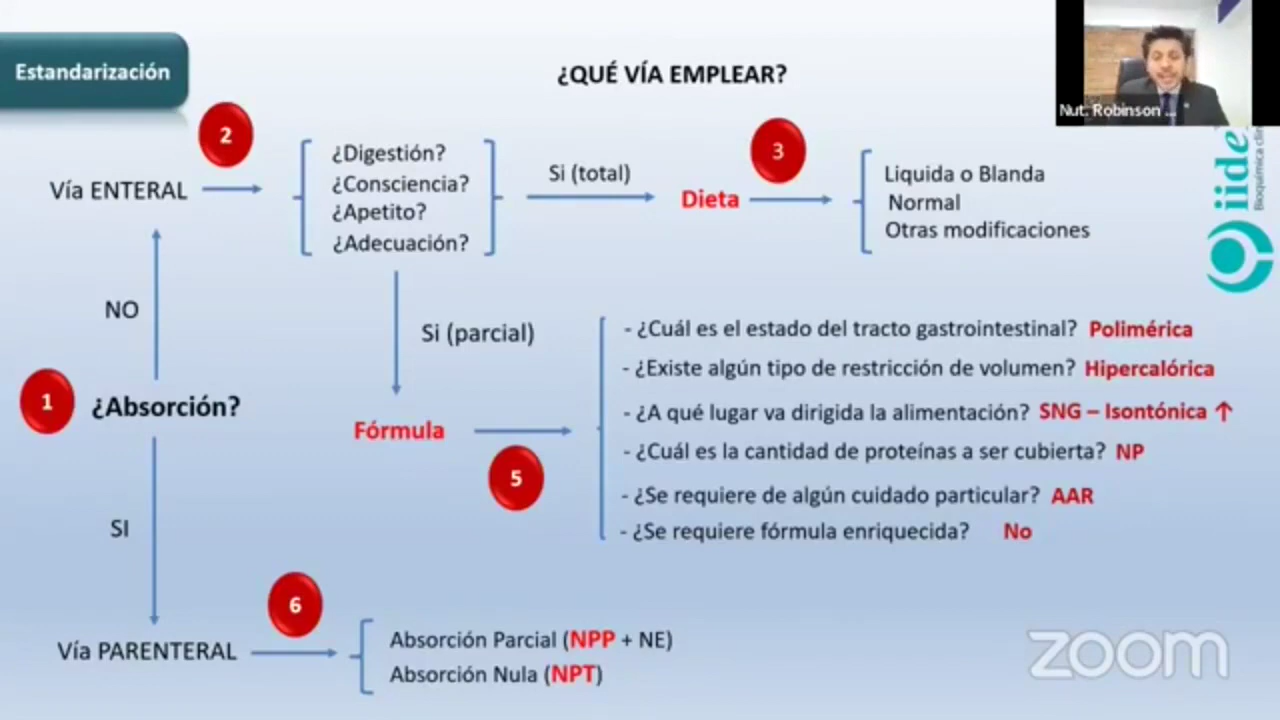 Estandarización
¿QUÉ VÍA EMPLEAR?
Nut. Robinson ...
iide
Bioquímica clín
2
Vía ENTERAL
¿Digestión?
¿Consciencia?
¿Apetito?
¿Adecuación?
Si (total)
3
Dieta
Liquida o Blanda
Normal
Otras modificaciones
NO
Si (parcial)
1
¿Absorción?
Fórmula
5
- ¿Cuál es el estado del tracto gastrointestinal? Polimérica
- ¿Existe algún tipo de restricción de volumen? Hipercalórica
- ¿A qué lugar va dirigida la alimentación? SNG – Isontónica ↑
- ¿Cuál es la cantidad de proteínas a ser cubierta? NP
- ¿Se requiere de algún cuidado particular? AAR
- ¿Se requiere fórmula enriquecida? No
SI
6
Vía PARENTERAL
Absorción Parcial (NPP + NE)
Absorción Nula (NPT)
zoom